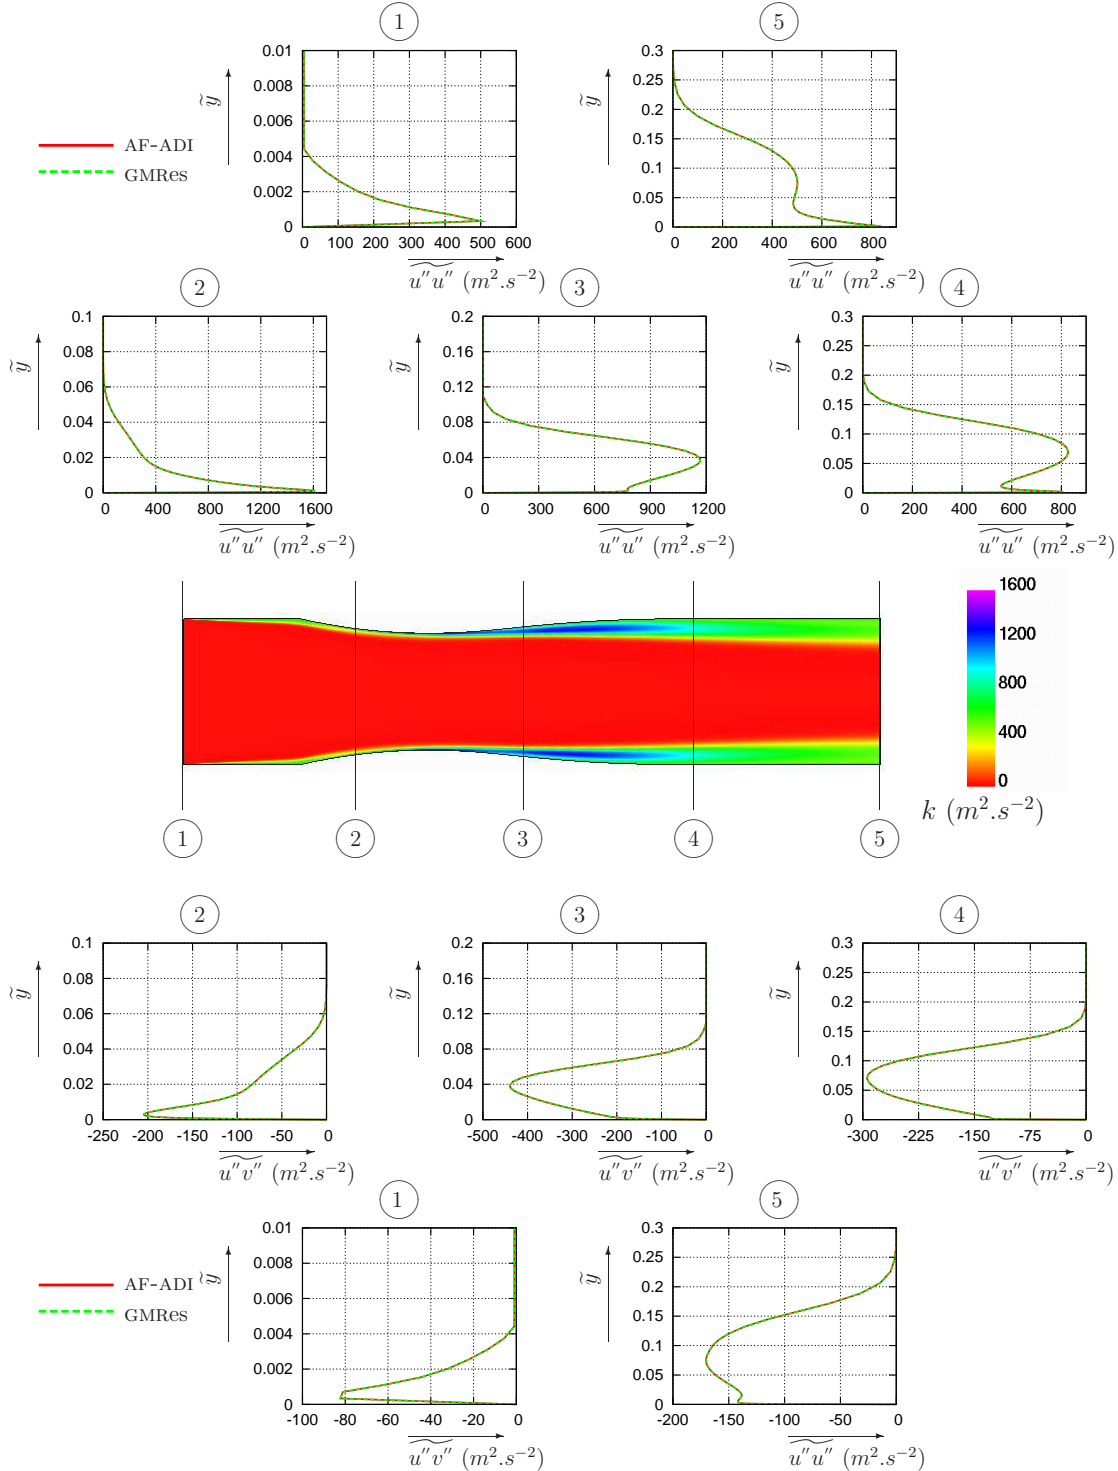 1 5
0.01 0.008 0.006 0.004 0.002 0
ỹ
0 100 200 300 400 500 600
u″u″ (m².s⁻²)
0.3 0.25 0.2 0.15 0.1 0.05 0
ỹ
0 200 400 600 800
u″u″ (m².s⁻²)
AF-ADI
GMRes
2 3 4
0.1 0.08 0.06 0.04 0.02 0
ỹ
0 400 800 1200 1600
u″u″ (m².s⁻²)
0.2 0.16 0.12 0.08 0.04 0
ỹ
0 300 600 900 1200
u″u″ (m².s⁻²)
0.3 0.25 0.2 0.15 0.1 0.05 0
ỹ
0 200 400 600 800
u″u″ (m².s⁻²)
1600
1200
800
400
0
k (m².s⁻²)
1 2 3 4 5
2 3 4
0.1 0.08 0.06 0.04 0.02 0
ỹ
-250 -200 -150 -100 -50 0
u″v″ (m².s⁻²)
0.2 0.16 0.12 0.08 0.04 0
ỹ
-500 -400 -300 -200 -100 0
u″v″ (m².s⁻²)
0.3 0.25 0.2 0.15 0.1 0.05 0
ỹ
-300 -225 -150 -75 0
u″v″ (m².s⁻²)
1 5
0.01 0.008 0.006 0.004 0.002 0
ỹ
-100 -80 -60 -40 -20 0
u″v″ (m².s⁻²)
0.3 0.25 0.2 0.15 0.1 0.05 0
ỹ
-200 -150 -100 -50 0
u″u″ (m².s⁻²)
AF-ADI
GMRes